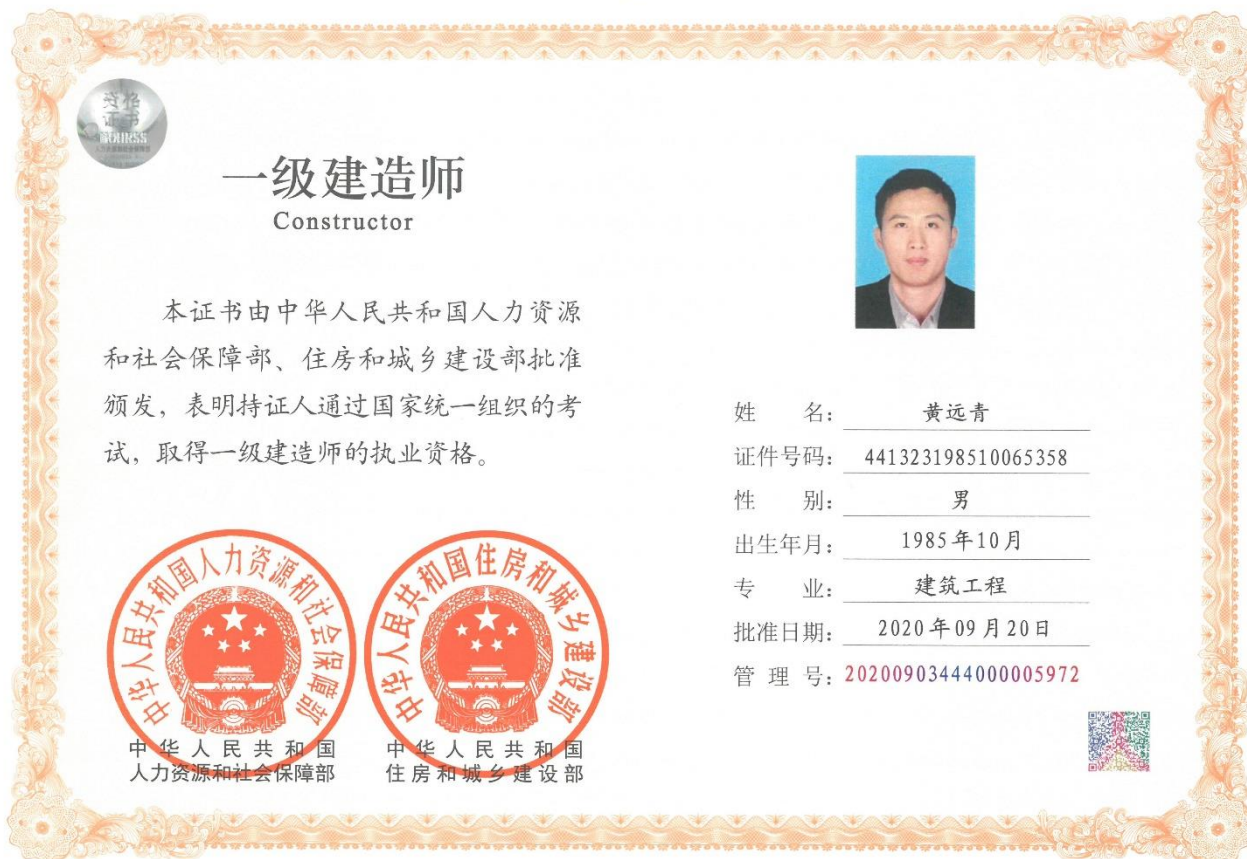 资格
证书
MOHRSS
一级建造师
Constructor
本证书由中华人民共和国人力资源
和社会保障部、住房和城乡建设部批准
颁发，表明持证人通过国家统一组织的考
试，取得一级建造师的执业资格。
中华人民共和国人力资源和社会保障部
中华人民共和国
人力资源和社会保障部
中华人民共和国住房和城乡建设部
中华人民共和国
住房和城乡建设部
姓 名： 黄远青
证件号码： 441323198510065358
性 别： 男
出生年月： 1985年10月
专 业： 建筑工程
批准日期： 2020年09月20日
管 理 号： 20200903444000005972